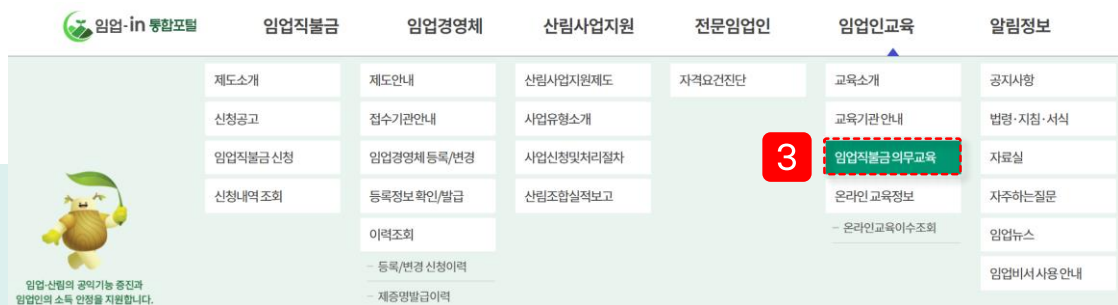 임업-in 통합포털
임업직불금 임업경영체 산림사업지원 전문임업인 임업인교육 알림정보
제도소개 제도안내 산림사업지원제도 자격요건진단 교육소개 공지사항
신청공고 접수기관안내 사업유형소개 교육기관 안내 법령·지침·서식
임업직불금 신청 임업경영체 등록/변경 사업신청및처리절차 3 임업직불금 의무교육 자료실
신청내역 조회 등록정보 확인/발급 산림조합실적보고 온라인 교육정보 자주하는질문
이력조회 – 온라인교육이수조회 임업뉴스
– 등록/변경 신청이력 임업비서 사용 안내
– 제증명발급이력
임업·산림의 공익기능 증진과
임업인의 소득 안정을 지원합니다.